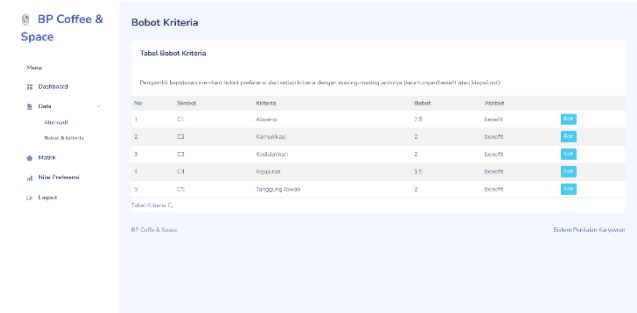 BP Coffee &
Space
Menu
Dashboard
Data
Alternatif
Bobot & Kriteria
Matrik
Nilai Preferensi
Logout
Bobot Kriteria
Tabel Bobot Kriteria
Pengambil keputusan memberi bobot preferensi dari setiap kriteria dengan masing-masing jenisnya (keuntungan/benefit atau biaya/cost):
No Simbol Kriteria Bobot Atribut
1 C1 Absensi 2.5 benefit Edit
2 C2 Komunikasi 2 benefit Edit
3 C3 Kedisiplinan 2 benefit Edit
4 C4 Kejujuran 1.5 benefit Edit
5 C5 Tanggung Jawab 2 benefit Edit
Tabel Kriteria C
BP Coffe & Space
Sistem Penilaian Karyawan